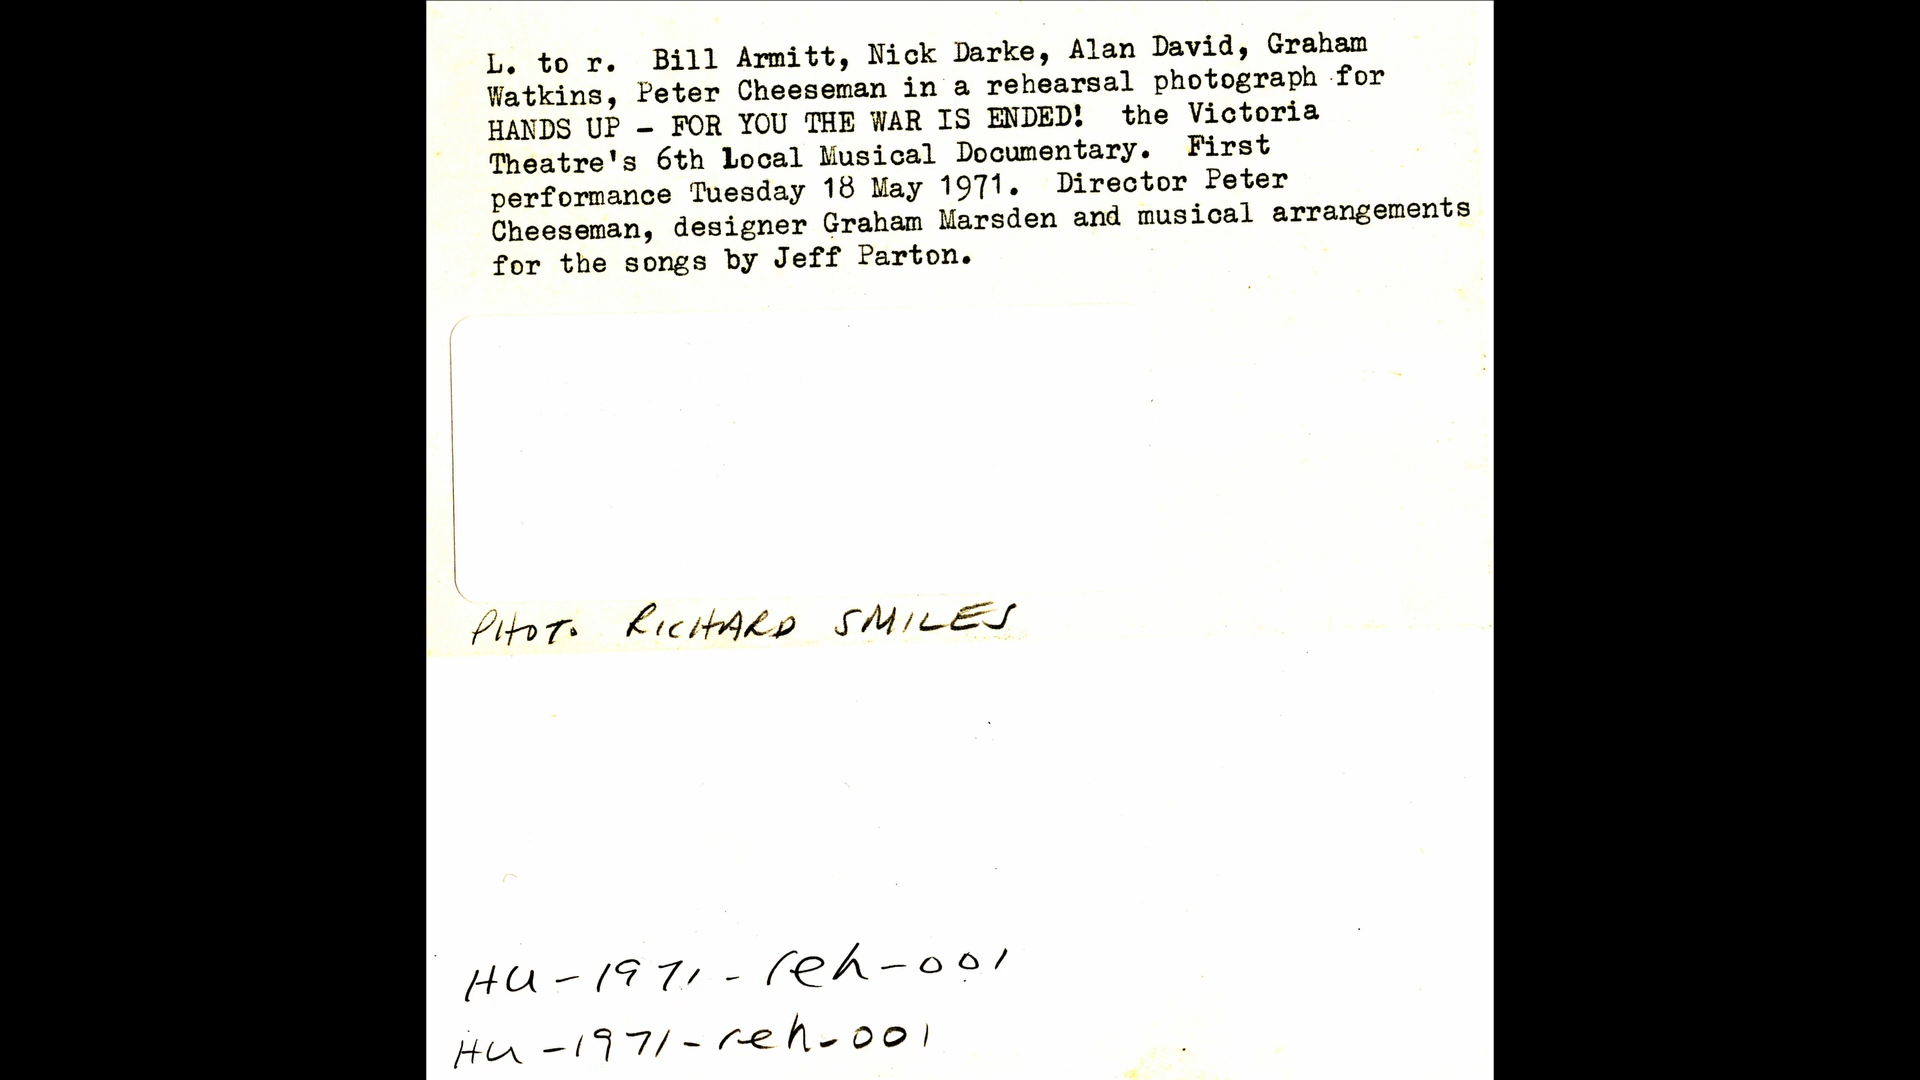 L. to r. Bill Armitt, Nick Darke, Alan David, Graham
Watkins, Peter Cheeseman in a rehearsal photograph for
HANDS UP - FOR YOU THE WAR IS ENDED! the Victoria
Theatre's 6th Local Musical Documentary. First
performance Tuesday 18 May 1971. Director Peter
Cheeseman, designer Graham Marsden and musical arrangements
for the songs by Jeff Parton.
PHOT. RICHARD SMILES
HU-1971-reh-001
HU-1971-reh-001